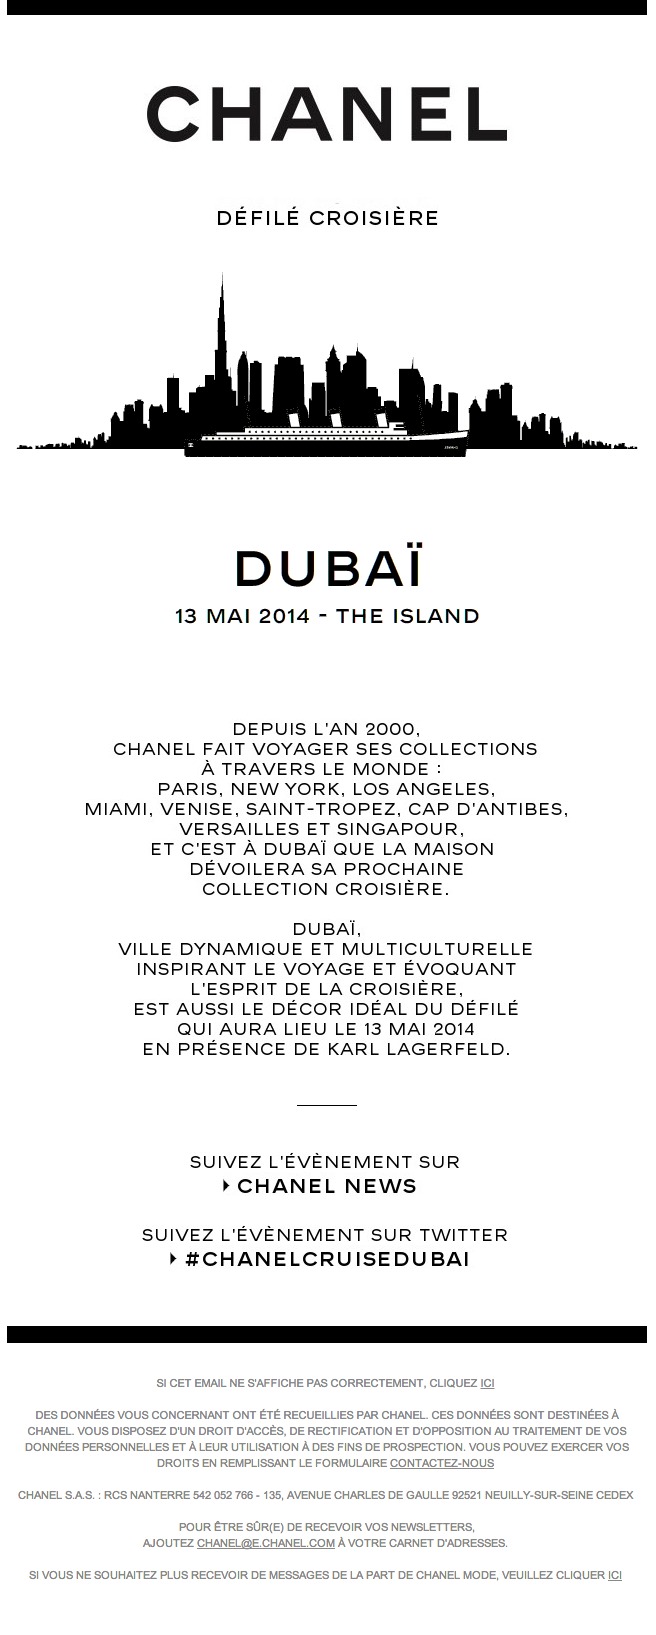 CHANEL
DÉFILÉ CROISIÈRE
DUBAÏ
13 MAI 2014 - THE ISLAND
DEPUIS L'AN 2000,
CHANEL FAIT VOYAGER SES COLLECTIONS
À TRAVERS LE MONDE :
PARIS, NEW YORK, LOS ANGELES,
MIAMI, VENISE, SAINT-TROPEZ, CAP D'ANTIBES,
VERSAILLES ET SINGAPOUR,
ET C'EST À DUBAÏ QUE LA MAISON
DÉVOILERA SA PROCHAINE
COLLECTION CROISIÈRE.
DUBAÏ,
VILLE DYNAMIQUE ET MULTICULTURELLE
INSPIRANT LE VOYAGE ET ÉVOQUANT
L'ESPRIT DE LA CROISIÈRE,
EST AUSSI LE DÉCOR IDÉAL DU DÉFILÉ
QUI AURA LIEU LE 13 MAI 2014
EN PRÉSENCE DE KARL LAGERFELD.
SUIVEZ L'ÉVÈNEMENT SUR
CHANEL NEWS
SUIVEZ L'ÉVÈNEMENT SUR TWITTER
#CHANELCRUISEDUBAI
SI CET EMAIL NE S'AFFICHE PAS CORRECTEMENT, CLIQUEZ ICI
DES DONNÉES VOUS CONCERNANT ONT ÉTÉ RECUEILLIES PAR CHANEL. CES DONNÉES SONT DESTINÉES À
CHANEL. VOUS DISPOSEZ D'UN DROIT D'ACCÈS, DE RECTIFICATION ET D'OPPOSITION AU TRAITEMENT DE VOS
DONNÉES PERSONNELLES ET À LEUR UTILISATION À DES FINS DE PROSPECTION. VOUS POUVEZ EXERCER VOS
DROITS EN REMPLISSANT LE FORMULAIRE CONTACTEZ-NOUS
CHANEL S.A.S. : RCS NANTERRE 542 052 766 - 135, AVENUE CHARLES DE GAULLE 92521 NEUILLY-SUR-SEINE CEDEX
POUR ÊTRE SÛR(E) DE RECEVOIR VOS NEWSLETTERS,
AJOUTEZ CHANEL@E.CHANEL.COM À VOTRE CARNET D'ADRESSES.
SI VOUS NE SOUHAITEZ PLUS RECEVOIR DE MESSAGES DE LA PART DE CHANEL MODE, VEUILLEZ CLIQUER ICI